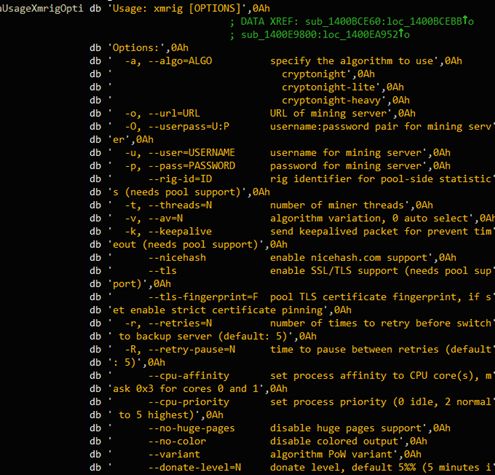 aUsageXmrigOpti db 'Usage: xmrig [OPTIONS]',0Ah
; DATA XREF: sub_1400BCE60:loc_1400BCEBB↑o
; sub_1400E9800:loc_1400EA952↑o
db 'Options:',0Ah
db '  -a, --algo=ALGO          specify the algorithm to use',0Ah
db '                             cryptonight',0Ah
db '                             cryptonight-lite',0Ah
db '                             cryptonight-heavy',0Ah
db '  -o, --url=URL            URL of mining server',0Ah
db '  -O, --userpass=U:P       username:password pair for mining serv'
db 'er',0Ah
db '  -u, --user=USERNAME      username for mining server',0Ah
db '  -p, --pass=PASSWORD      password for mining server',0Ah
db '      --rig-id=ID          rig identifier for pool-side statistic'
db 's (needs pool support)',0Ah
db '  -t, --threads=N          number of miner threads',0Ah
db '  -v, --av=N               algorithm variation, 0 auto select',0Ah
db '  -k, --keepalive          send keepalived packet for prevent tim'
db 'eout (needs pool support)',0Ah
db '      --nicehash           enable nicehash.com support',0Ah
db '      --tls                enable SSL/TLS support (needs pool sup'
db 'port)',0Ah
db '      --tls-fingerprint=F  pool TLS certificate fingerprint, if s'
db 'et enable strict certificate pinning',0Ah
db '  -r, --retries=N          number of times to retry before switch'
db ' to backup server (default: 5)',0Ah
db '  -R, --retry-pause=N      time to pause between retries (default'
db ': 5)',0Ah
db '      --cpu-affinity       set process affinity to CPU core(s), m'
db 'ask 0x3 for cores 0 and 1',0Ah
db '      --cpu-priority       set process priority (0 idle, 2 normal'
db ' to 5 highest)',0Ah
db '      --no-huge-pages      disable huge pages support',0Ah
db '      --no-color           disable colored output',0Ah
db '      --variant            algorithm PoW variant',0Ah
db '      --donate-level=N     donate level, default 5%% (5 minutes i